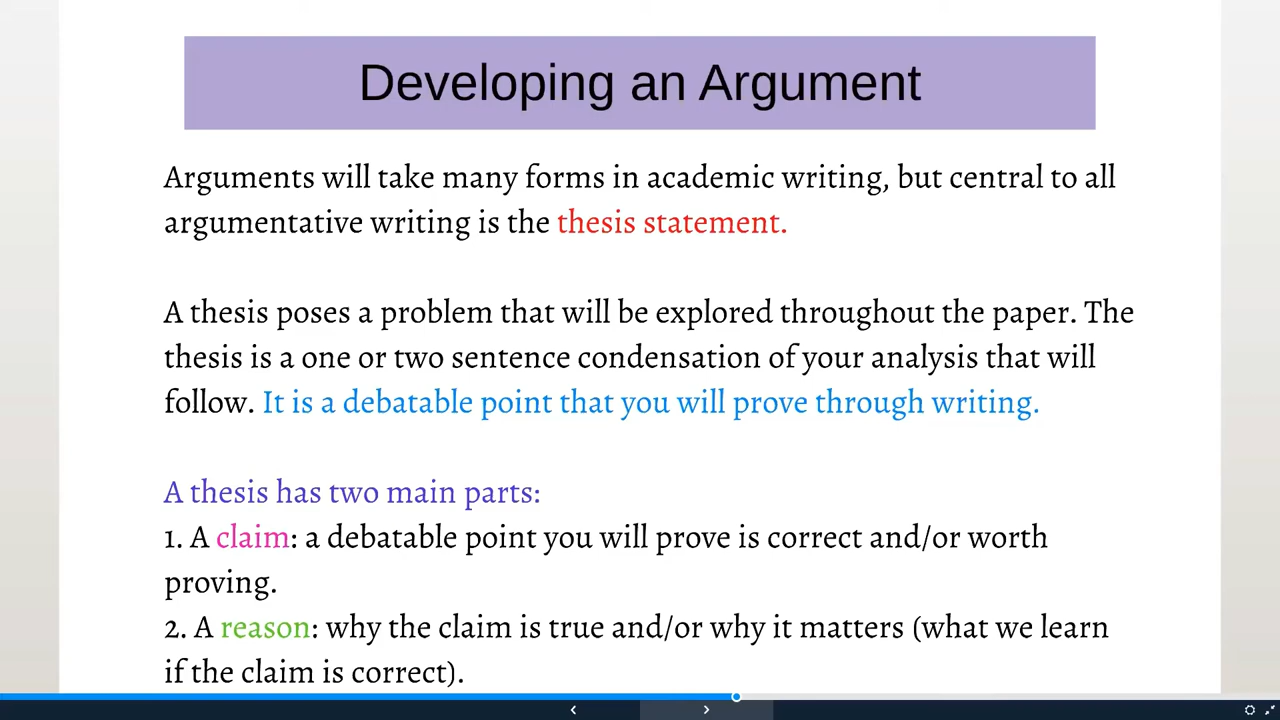 Developing an Argument
Arguments will take many forms in academic writing, but central to all
argumentative writing is the thesis statement.
A thesis poses a problem that will be explored throughout the paper. The
thesis is a one or two sentence condensation of your analysis that will
follow. It is a debatable point that you will prove through writing.
A thesis has two main parts:
1. A claim: a debatable point you will prove is correct and/or worth
proving.
2. A reason: why the claim is true and/or why it matters (what we learn
if the claim is correct).